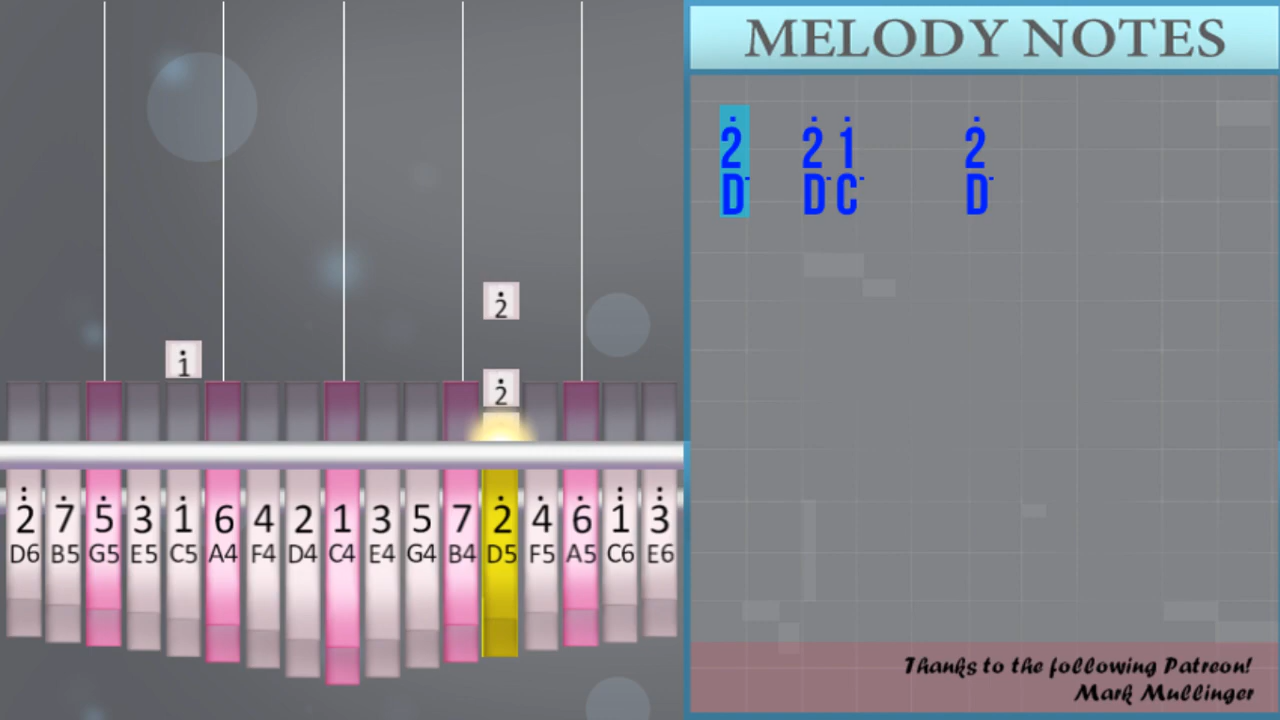 MELODY NOTES
2̇ 2̇ 1̇ 2̇
D· D· C· D·
2̇
1̇
2̇
2̈ 7̇ 5̇ 3̇ 1̇ 6 4 2 1 3 5 7 2̇ 4̇ 6̇ 1̈ 3̈
D6 B5 G5 E5 C5 A4 F4 D4 C4 E4 G4 B4 D5 F5 A5 C6 E6
Thanks to the following Patreon!
Mark Mullinger